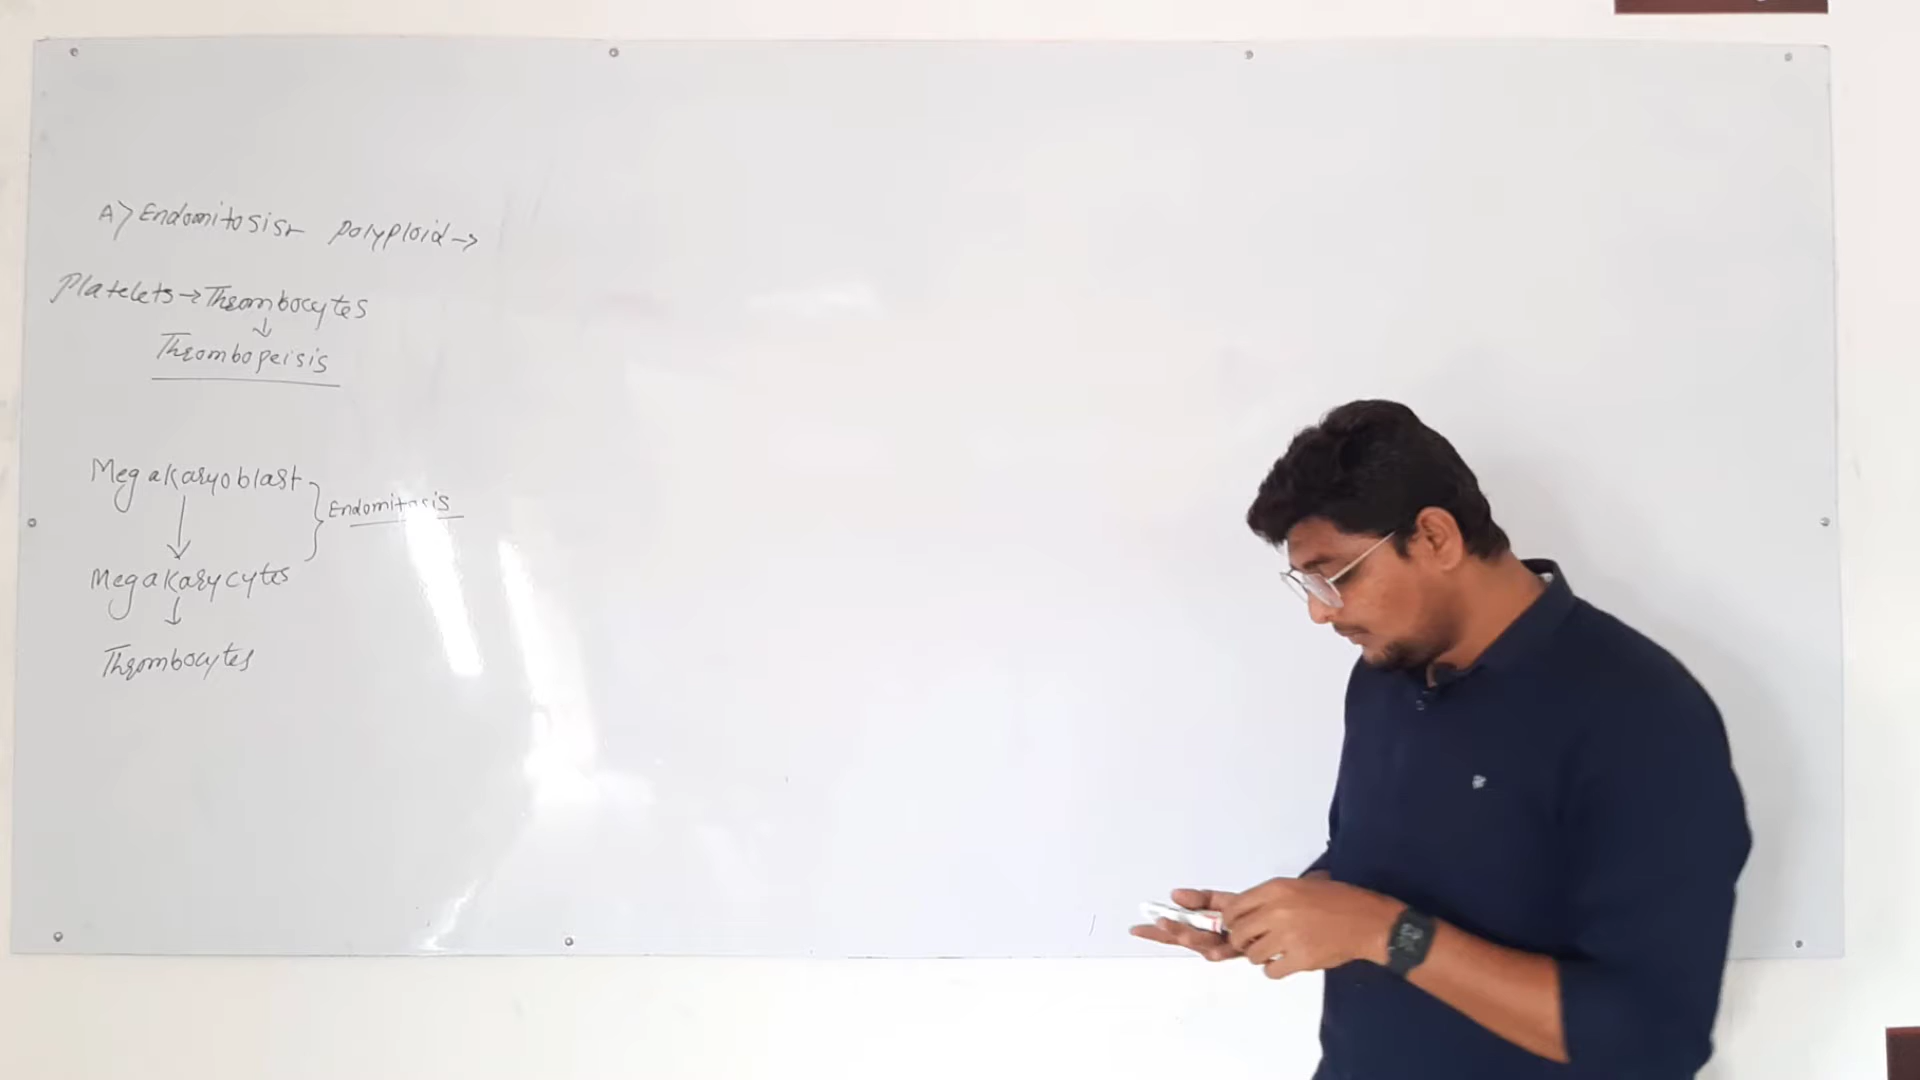 A) Endomitosis- polyploid →
Platelets → Thrombocytes
↓
Thrombopeisis
Megakaryoblast
Endomitosis
↓
Megakarycytes
↓
Thrombocytes